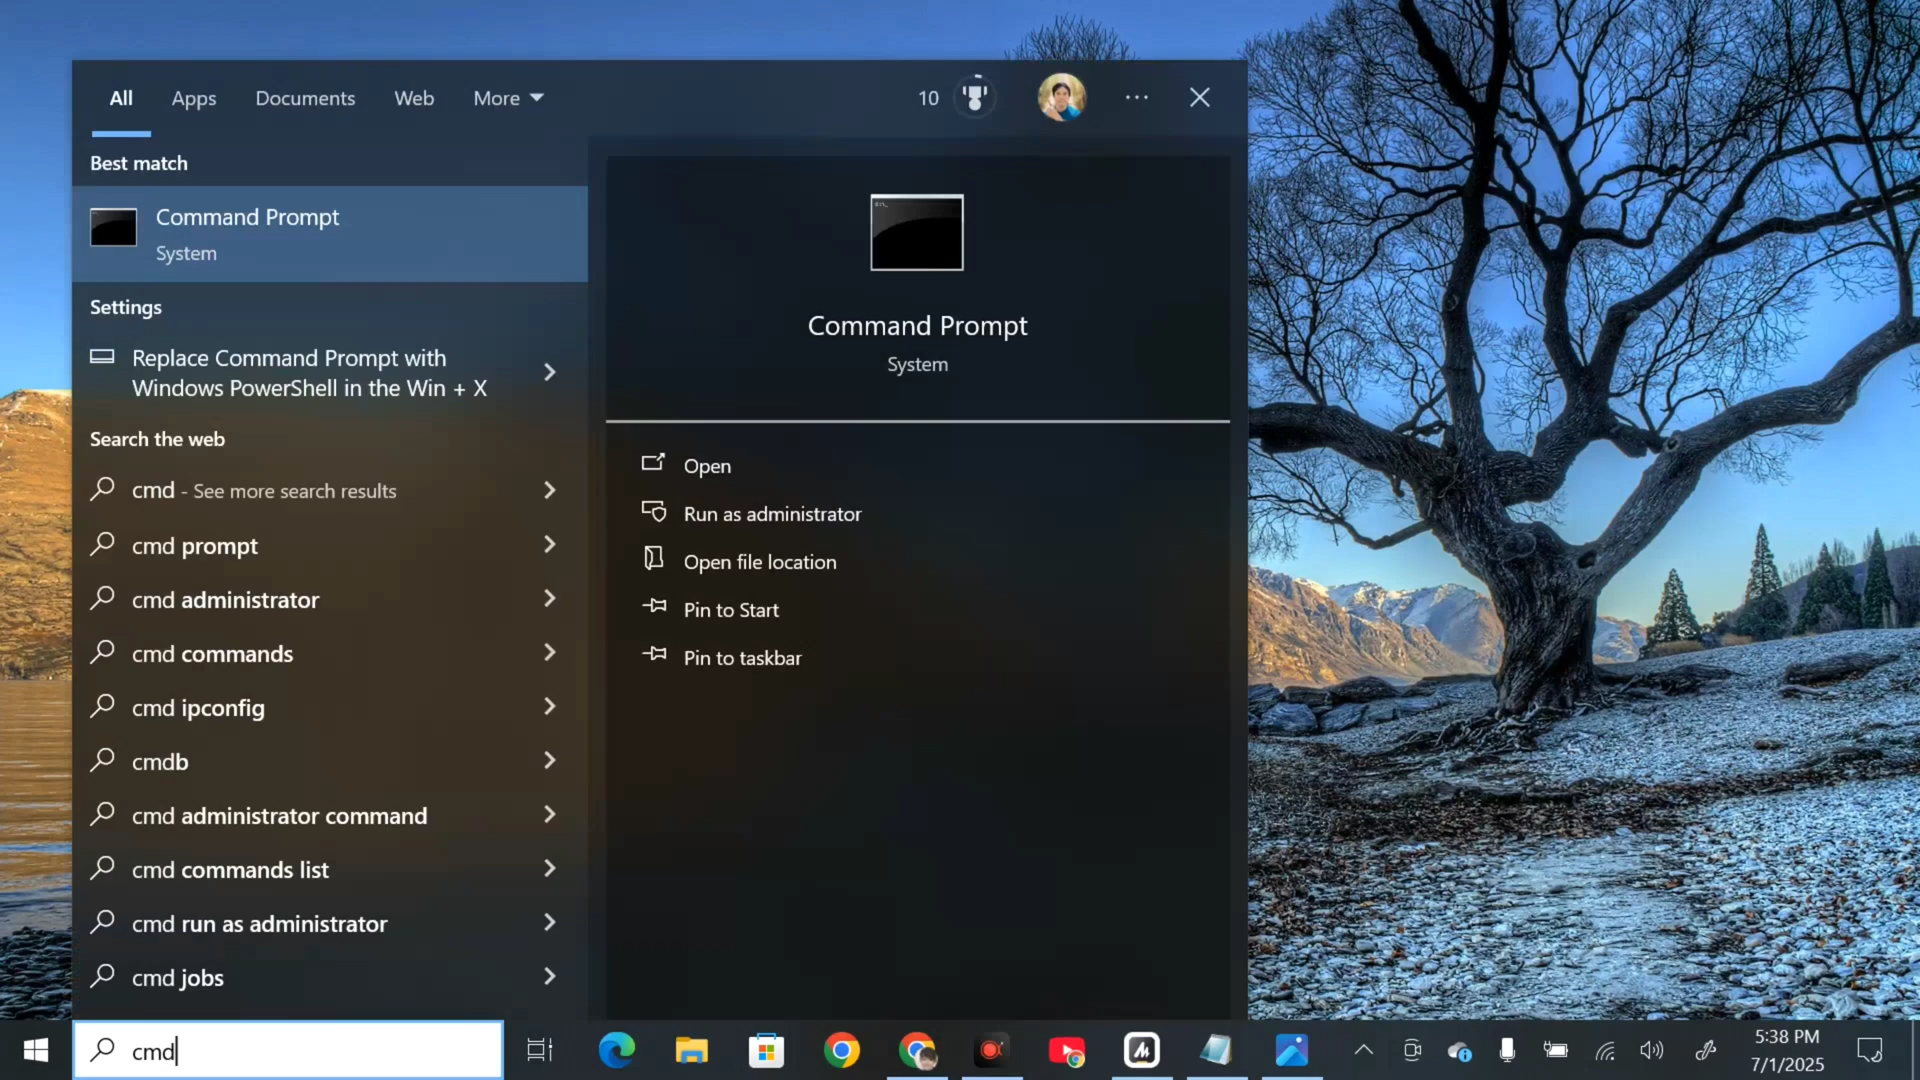 All
Apps
Documents
Web
More
10
Best match
Command Prompt
System
Settings
Replace Command Prompt with
Windows PowerShell in the Win + X
Search the web
cmd - See more search results
cmd prompt
cmd administrator
cmd commands
cmd ipconfig
cmdb
cmd administrator command
cmd commands list
cmd run as administrator
cmd jobs
Command Prompt
System
Open
Run as administrator
Open file location
Pin to Start
Pin to taskbar
cmd
5:38 PM
7/1/2025